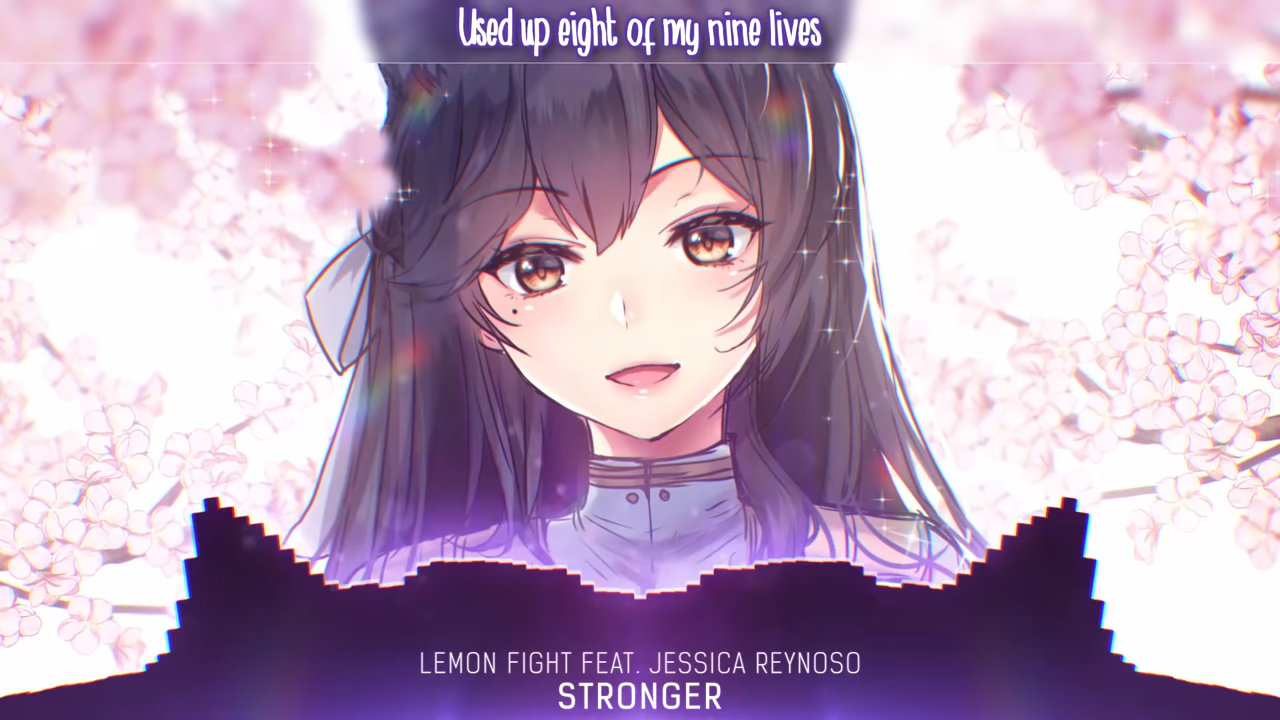 Used up eight of my nine lives
LEMON FIGHT FEAT. JESSICA REYNOSO
STRONGER